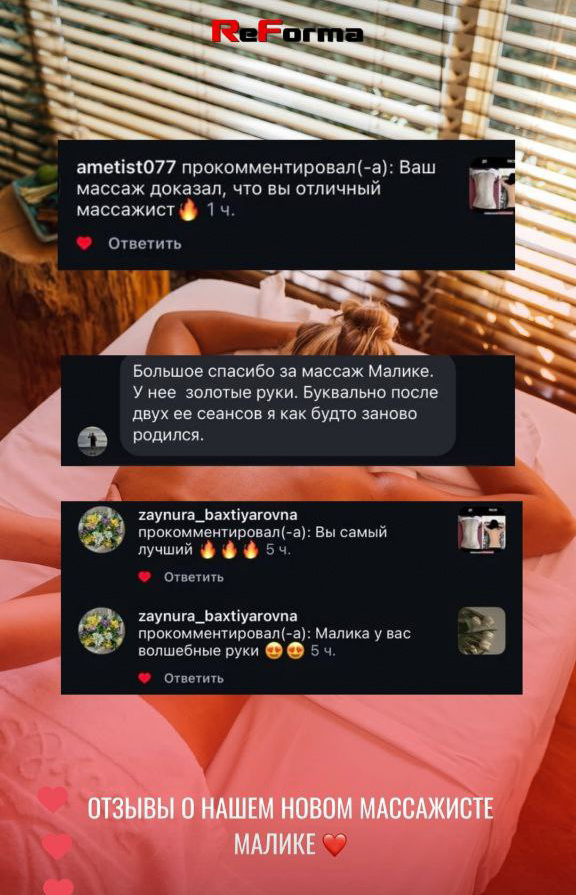 ReForma
ametist077 прокомментировал(-а): Ваш
массаж доказал, что вы отличный
массажист🔥 1 ч.
Ответить
Большое спасибо за массаж Малике.
У нее золотые руки. Буквально после
двух ее сеансов я как будто заново
родился.
zaynura_baxtiyarovna
прокомментировал(-а): Вы самый
лучший 🔥🔥🔥 5 ч.
Ответить
zaynura_baxtiyarovna
прокомментировал(-а): Малика у вас
волшебные руки 😍😍 5 ч.
Ответить
ОТЗЫВЫ О НАШЕМ НОВОМ МАССАЖИСТЕ
МАЛИКЕ ❤️